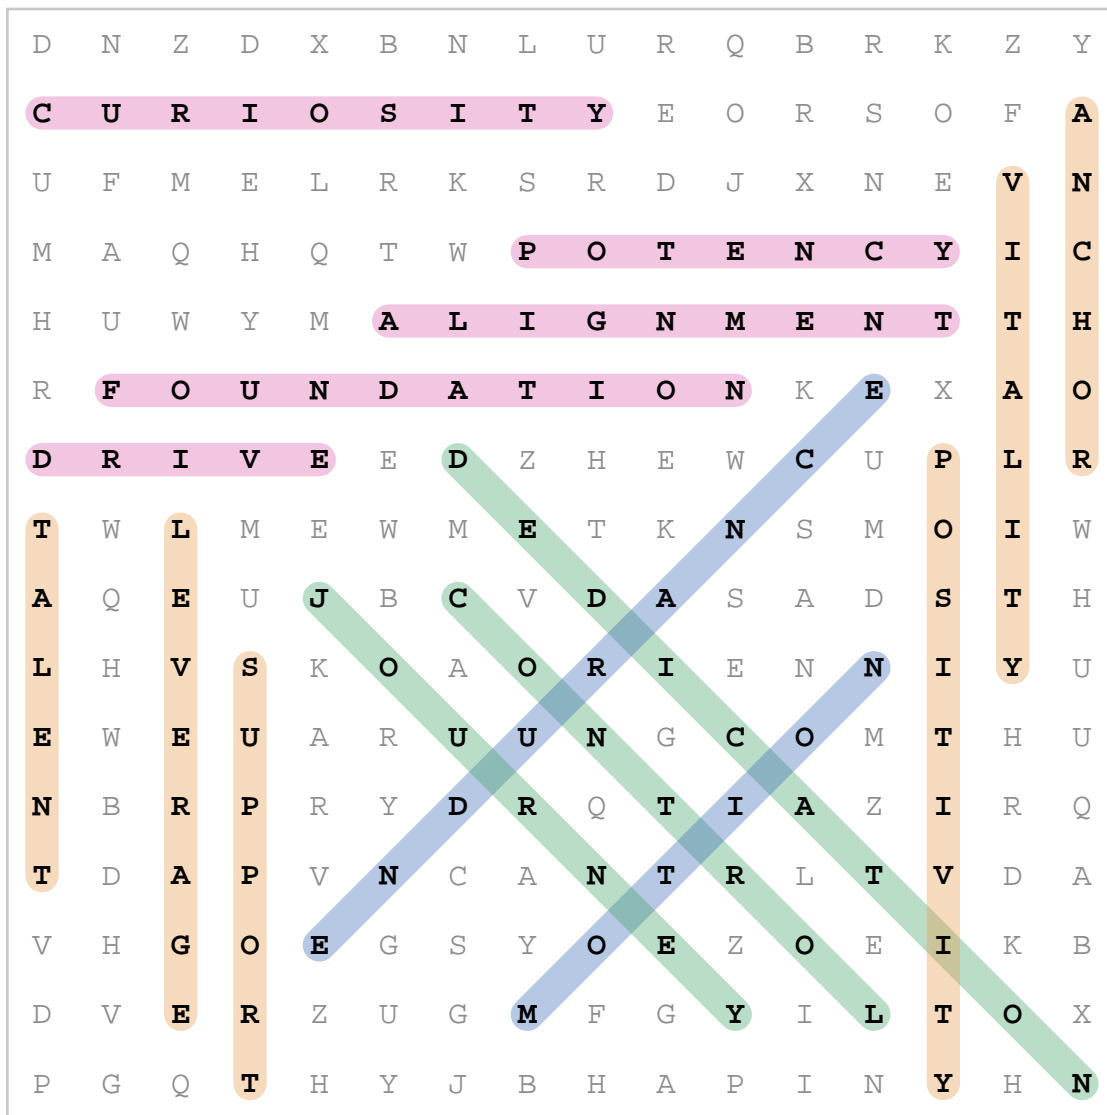 D N Z D X B N L U R Q B R K Z Y
C U R I O S I T Y E O R S O F A
U F M E L R K S R D J X N E V N
M A Q H Q T W P O T E N C Y I C
H U W Y M A L I G N M E N T T H
R F O U N D A T I O N K E X A O
D R I V E E D Z H E W C U P L R
T W L M E W M E T K N S M O I W
A Q E U J B C V D A S A D S T H
L H V S K O A O R I E N N I Y U
E W E U A R U U N G C O M T H U
N B R P R Y D R Q T I A Z I R Q
T D A P V N C A N T R L T V D A
V H G O E G S Y O E Z O E I K B
D V E R Z U G M F G Y I L T O X
P G Q T H Y J B H A P I N Y H N